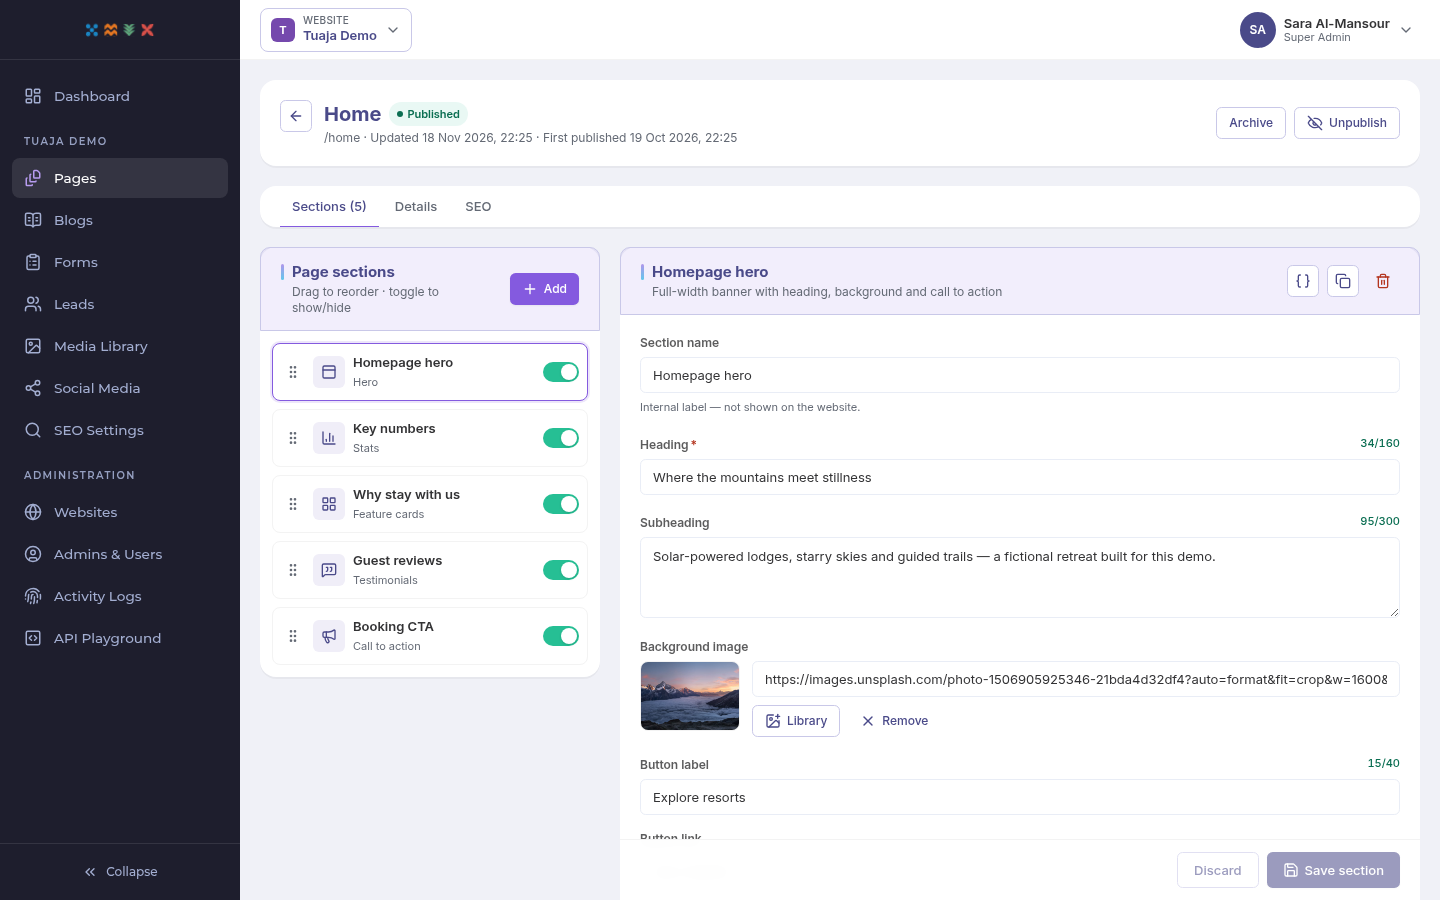 WEBSITE
T
Tuaja Demo
SA
Sara Al-Mansour
Super Admin
Dashboard
TUAJA DEMO
Pages
Blogs
Forms
Leads
Media Library
Social Media
SEO Settings
ADMINISTRATION
Websites
Admins & Users
Activity Logs
API Playground
Collapse
Home
Published
/home · Updated 18 Nov 2026, 22:25 · First published 19 Oct 2026, 22:25
Archive
Unpublish
Sections (5)
Details
SEO
Page sections
Drag to reorder · toggle to
show/hide
Add
Homepage hero
Hero
Key numbers
Stats
Why stay with us
Feature cards
Guest reviews
Testimonials
Booking CTA
Call to action
Homepage hero
Full-width banner with heading, background and call to action
Section name
Homepage hero
Internal label — not shown on the website.
Heading *
34/160
Where the mountains meet stillness
Subheading
95/300
Solar-powered lodges, starry skies and guided trails — a fictional retreat built for this demo.
Background image
https://images.unsplash.com/photo-1506905925346-21bda4d32df4?auto=format&fit=crop&w=1600&
Library
Remove
Button label
15/40
Explore resorts
Button link
Discard
Save section